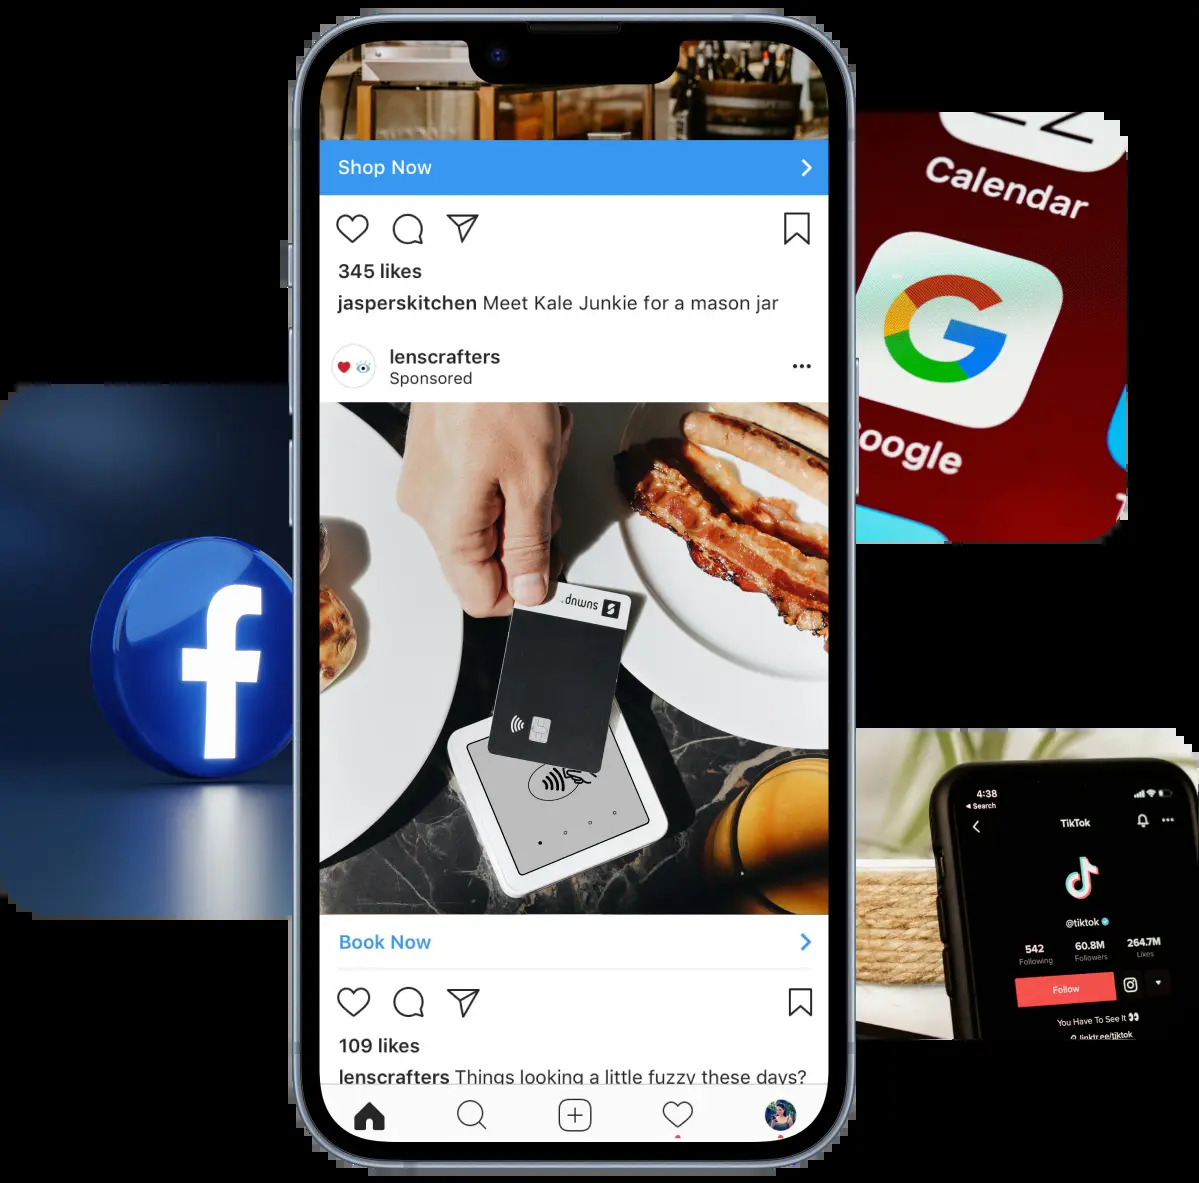 Shop Now
345 likes
jasperskitchen Meet Kale Junkie for a mason jar
lenscrafters
Sponsored
sumup
Book Now
109 likes
lenscrafters Things looking a little fuzzy these days?
Calendar
oogle
f
4:38
Search
TikTok
@tiktok
542
60.8M
264.7M
Following
Followers
Likes
Follow
You Have To See It
linktr.ee/tiktok